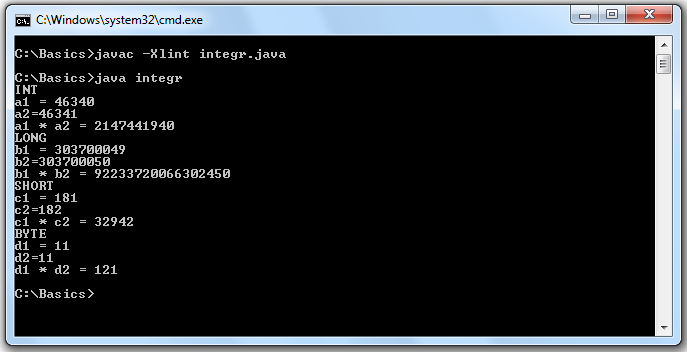 C:\Windows\system32\cmd.exe
C:\Basics>javac -Xlint integr.java
C:\Basics>java integr
INT
a1 = 46340
a2=46341
a1 * a2 = 2147441940
LONG
b1 = 303700049
b2=303700050
b1 * b2 = 92233720066302450
SHORT
c1 = 181
c2=182
c1 * c2 = 32942
BYTE
d1 = 11
d2=11
d1 * d2 = 121
C:\Basics>